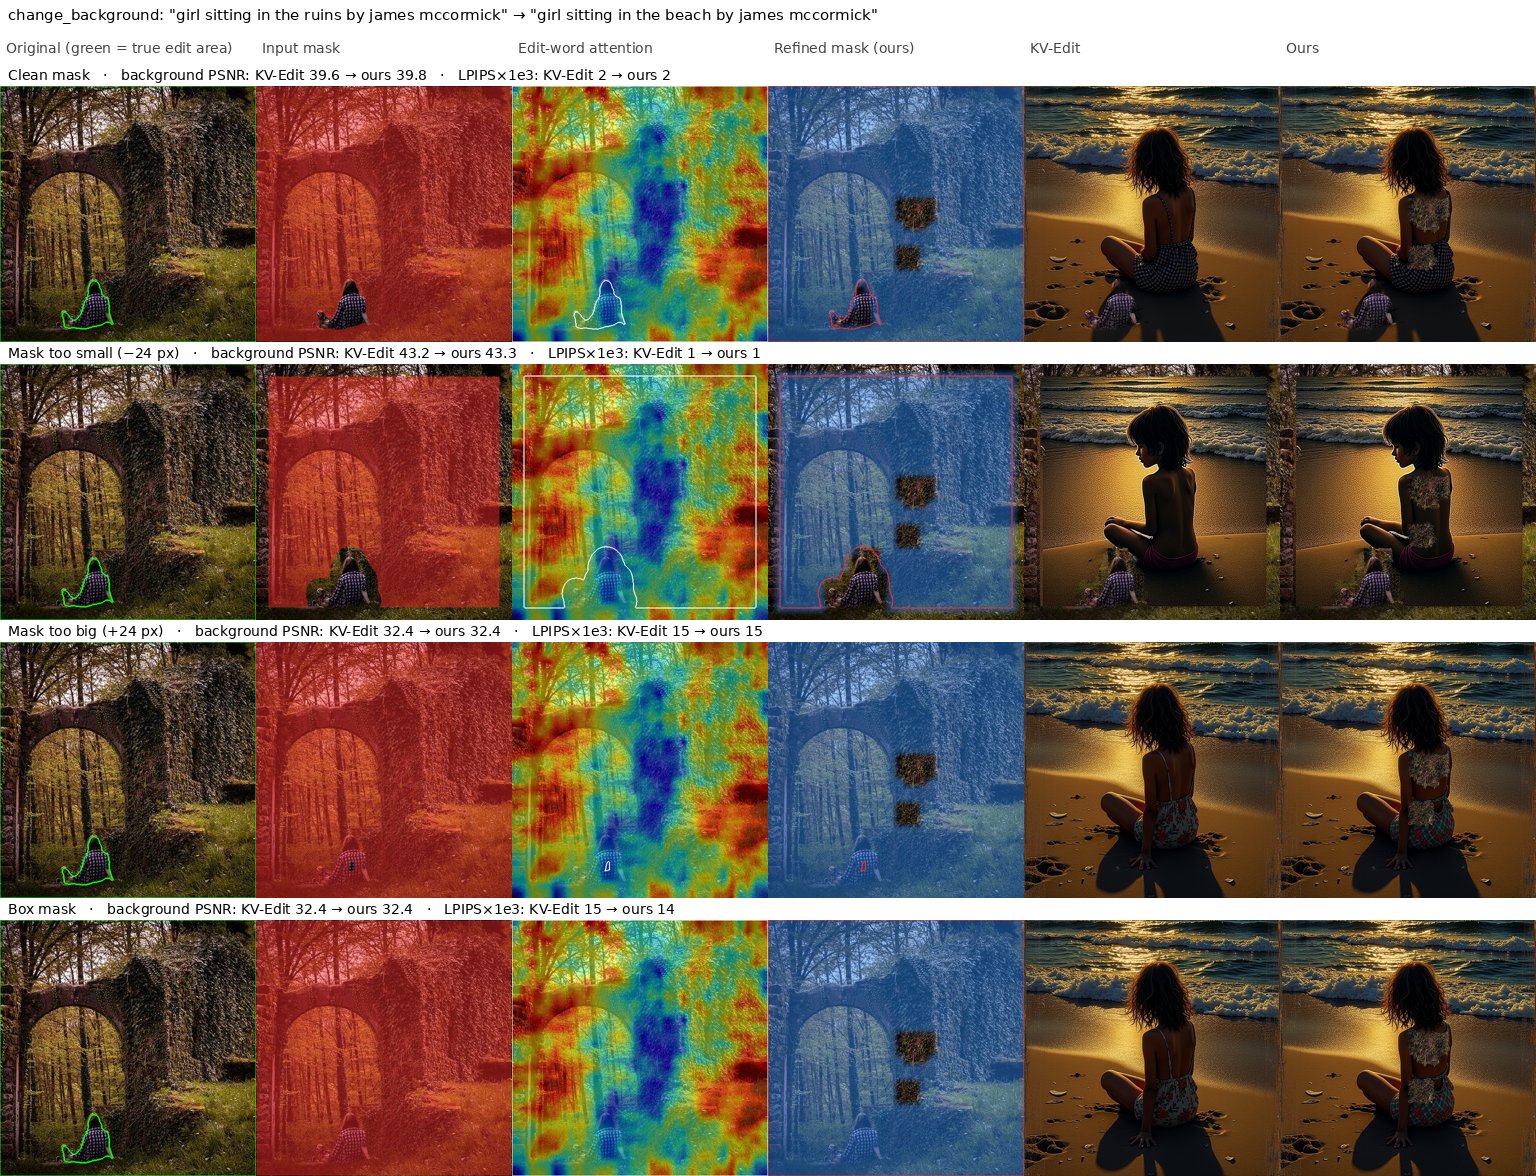 change_background: "girl sitting in the ruins by james mccormick" → "girl sitting in the beach by james mccormick"
Original (green = true edit area) Input mask Edit-word attention Refined mask (ours) KV-Edit Ours
Clean mask · background PSNR: KV-Edit 39.6 → ours 39.8 · LPIPS×1e3: KV-Edit 2 → ours 2
Mask too small (−24 px) · background PSNR: KV-Edit 43.2 → ours 43.3 · LPIPS×1e3: KV-Edit 1 → ours 1
Mask too big (+24 px) · background PSNR: KV-Edit 32.4 → ours 32.4 · LPIPS×1e3: KV-Edit 15 → ours 15
Box mask · background PSNR: KV-Edit 32.4 → ours 32.4 · LPIPS×1e3: KV-Edit 15 → ours 14